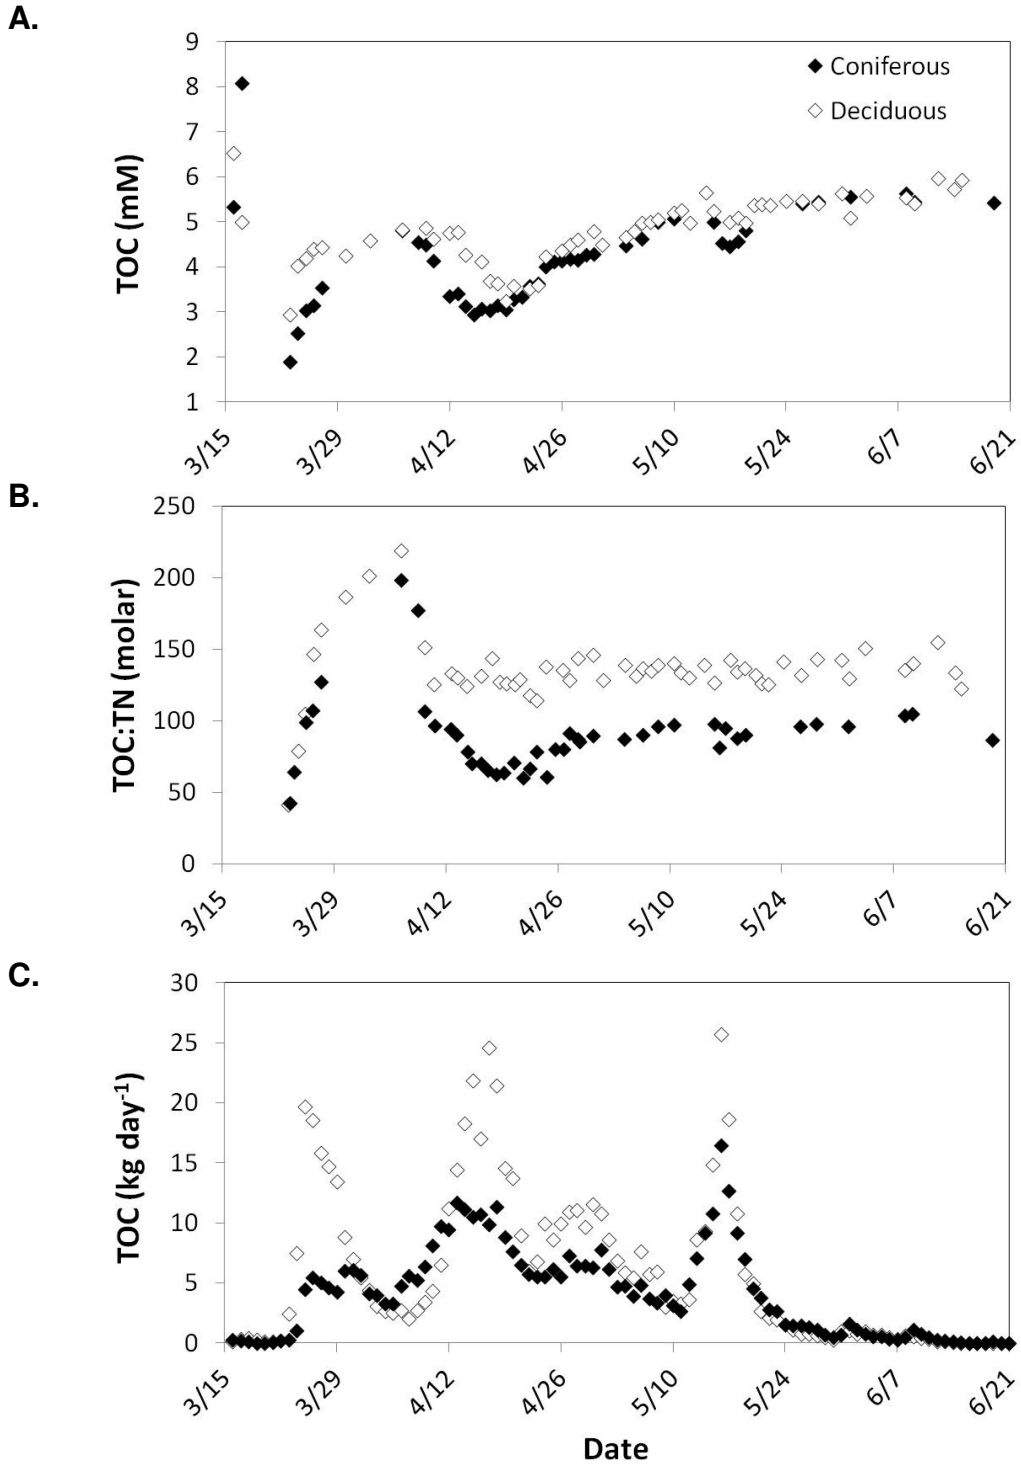 A.
TOC (mM)
9
8
7
6
5
4
3
2
1
Coniferous
Deciduous
3/15 3/29 4/12 4/26 5/10 5/24 6/7 6/21
B.
TOC:TN (molar)
250
200
150
100
50
0
3/15 3/29 4/12 4/26 5/10 5/24 6/7 6/21
C.
TOC (kg day-1)
30
25
20
15
10
5
0
3/15 3/29 4/12 4/26 5/10 5/24 6/7 6/21
Date